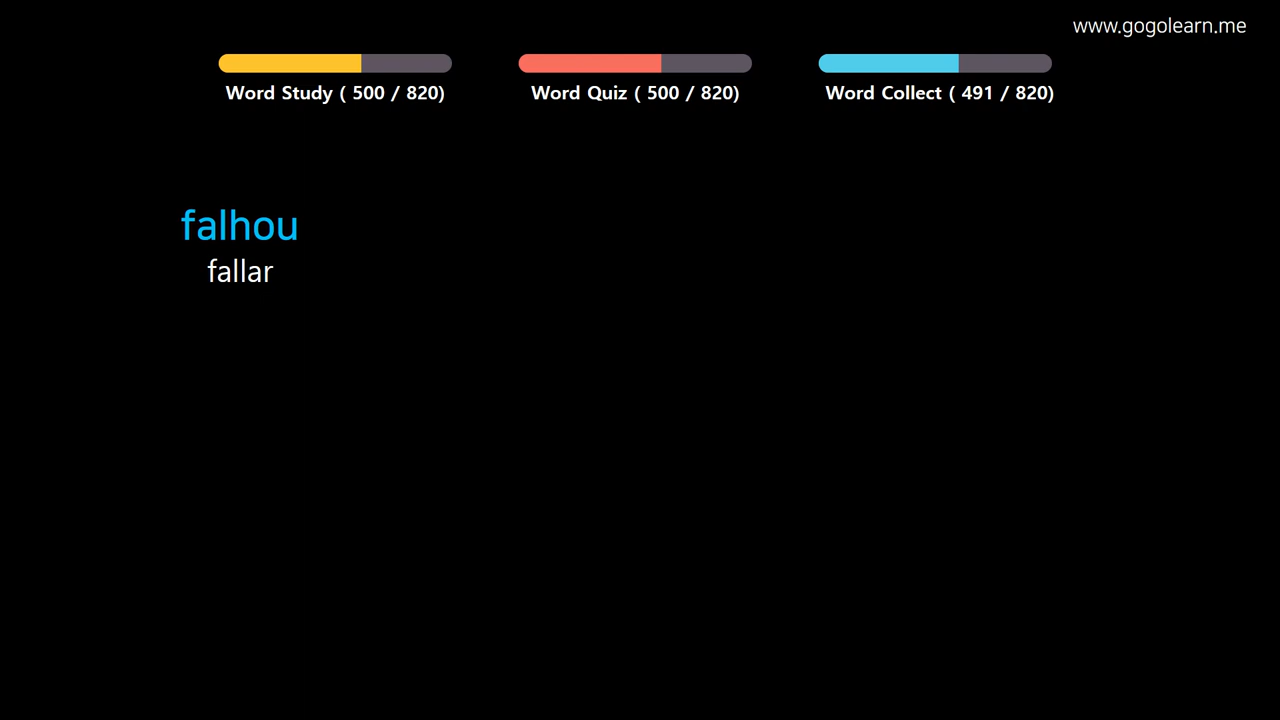 www.gogolearn.me
Word Study ( 500 / 820)
Word Quiz ( 500 / 820)
Word Collect ( 491 / 820)
falhou
fallar